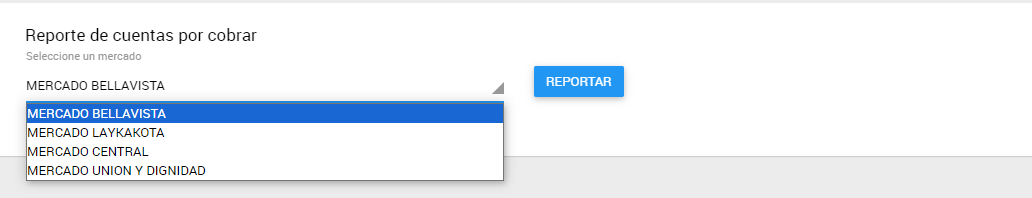 Reporte de cuentas por cobrar
Seleccione un mercado
MERCADO BELLAVISTA
REPORTAR
MERCADO BELLAVISTA
MERCADO LAYKAKOTA
MERCADO CENTRAL
MERCADO UNION Y DIGNIDAD